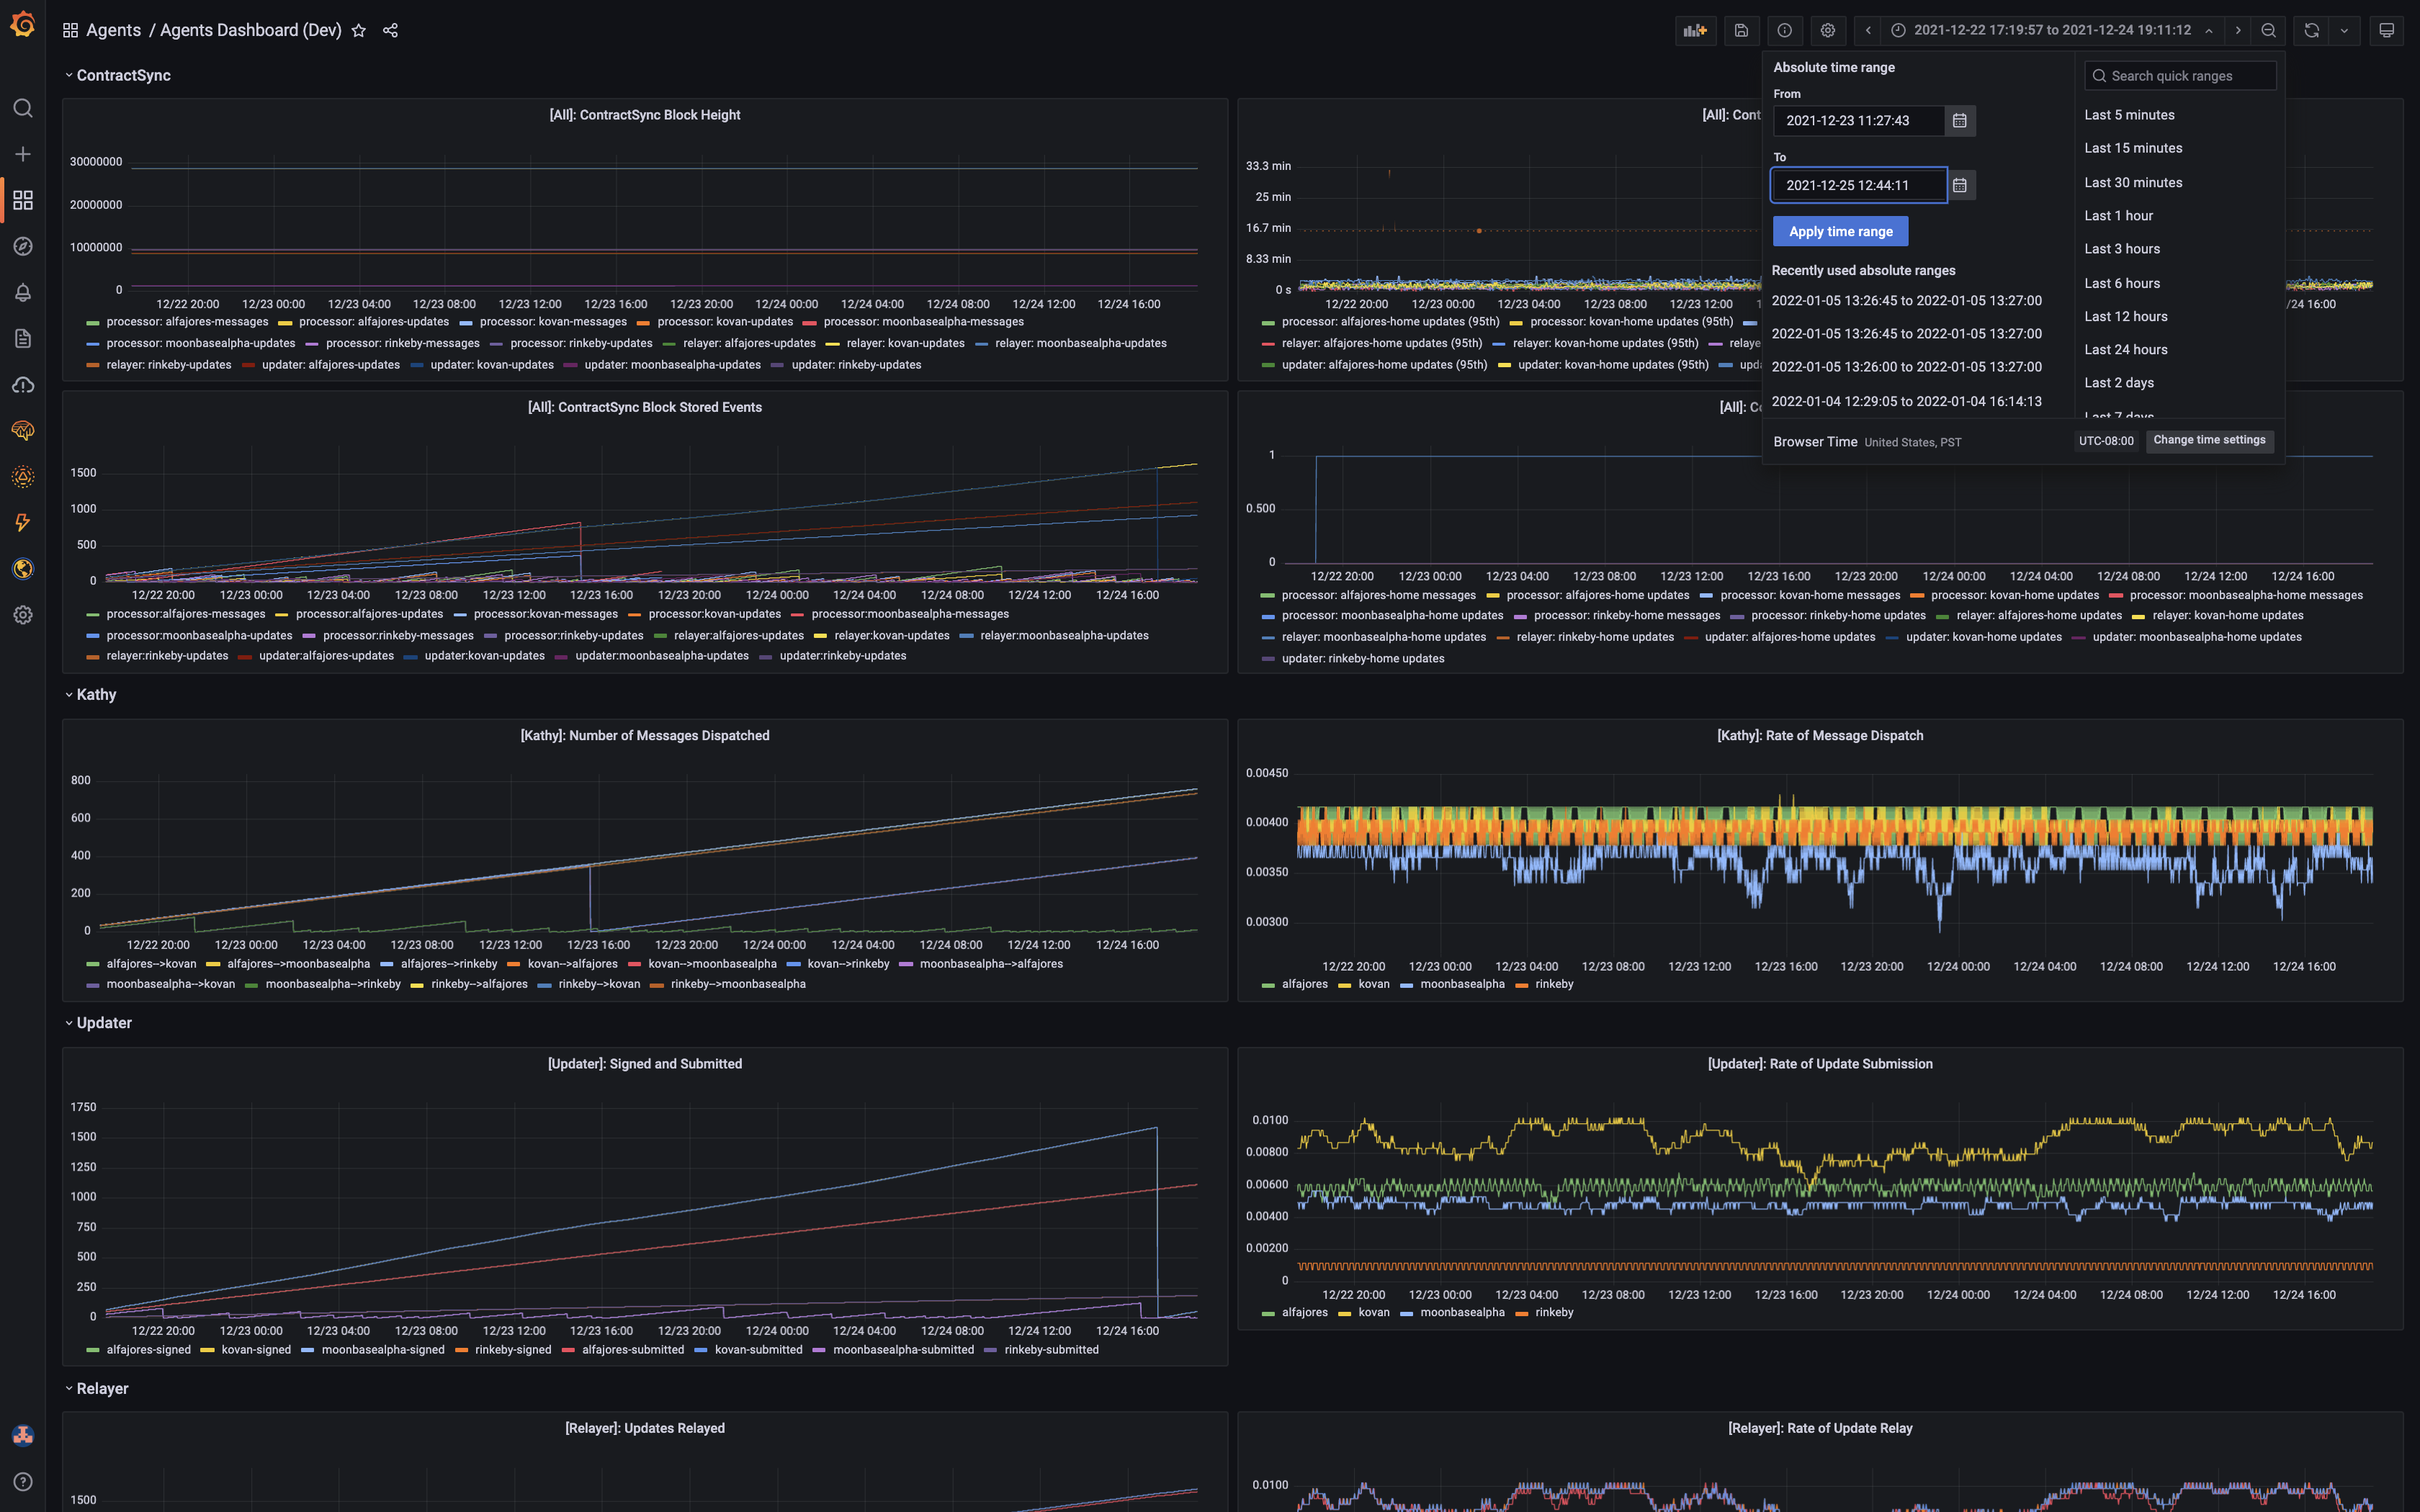 Agents / Agents Dashboard (Dev)
2021-12-22 17:19:57 to 2021-12-24 19:11:12
ContractSync
[All]: ContractSync Block Height
30000000
20000000
10000000
0
12/22 20:00 12/23 00:00 12/23 04:00 12/23 08:00 12/23 12:00 12/23 16:00 12/23 20:00 12/24 00:00 12/24 04:00 12/24 08:00 12/24 12:00 12/24 16:00
processor: alfajores-messages processor: alfajores-updates processor: kovan-messages processor: kovan-updates processor: moonbasealpha-messages
processor: moonbasealpha-updates processor: rinkeby-messages processor: rinkeby-updates relayer: alfajores-updates relayer: kovan-updates relayer: moonbasealpha-updates
relayer: rinkeby-updates updater: alfajores-updates updater: kovan-updates updater: moonbasealpha-updates updater: rinkeby-updates
[All]: Cont
33.3 min
25 min
16.7 min
8.33 min
0 s
12/22 20:00 12/23 00:00 12/23 04:00 12/23 08:00 12/23 12:00 1 /24 16:00
processor: alfajores-home updates (95th) processor: kovan-home updates (95th)
relayer: alfajores-home updates (95th) relayer: kovan-home updates (95th) relaye
updater: alfajores-home updates (95th) updater: kovan-home updates (95th) upda
Absolute time range
From
2021-12-23 11:27:43
To
2021-12-25 12:44:11
Apply time range
Recently used absolute ranges
2022-01-05 13:26:45 to 2022-01-05 13:27:00
2022-01-05 13:26:45 to 2022-01-05 13:27:00
2022-01-05 13:26:00 to 2022-01-05 13:27:00
2022-01-04 12:29:05 to 2022-01-04 16:14:13
Search quick ranges
Last 5 minutes
Last 15 minutes
Last 30 minutes
Last 1 hour
Last 3 hours
Last 6 hours
Last 12 hours
Last 24 hours
Last 2 days
Last 7 days
Browser Time United States, PST UTC-08:00 Change time settings
[All]: ContractSync Block Stored Events
1500
1000
500
0
12/22 20:00 12/23 00:00 12/23 04:00 12/23 08:00 12/23 12:00 12/23 16:00 12/23 20:00 12/24 00:00 12/24 04:00 12/24 08:00 12/24 12:00 12/24 16:00
processor:alfajores-messages processor:alfajores-updates processor:kovan-messages processor:kovan-updates processor:moonbasealpha-messages
processor:moonbasealpha-updates processor:rinkeby-messages processor:rinkeby-updates relayer:alfajores-updates relayer:kovan-updates relayer:moonbasealpha-updates
relayer:rinkeby-updates updater:alfajores-updates updater:kovan-updates updater:moonbasealpha-updates updater:rinkeby-updates
[All]: Co
1
0.500
0
12/22 20:00 12/23 00:00 12/23 04:00 12/23 08:00 12/23 12:00 12/23 16:00 12/23 20:00 12/24 00:00 12/24 04:00 12/24 08:00 12/24 12:00 12/24 16:00
processor: alfajores-home messages processor: alfajores-home updates processor: kovan-home messages processor: kovan-home updates processor: moonbasealpha-home messages
processor: moonbasealpha-home updates processor: rinkeby-home messages processor: rinkeby-home updates relayer: alfajores-home updates relayer: kovan-home updates
relayer: moonbasealpha-home updates relayer: rinkeby-home updates updater: alfajores-home updates updater: kovan-home updates updater: moonbasealpha-home updates
updater: rinkeby-home updates
Kathy
[Kathy]: Number of Messages Dispatched
800
600
400
200
0
12/22 20:00 12/23 00:00 12/23 04:00 12/23 08:00 12/23 12:00 12/23 16:00 12/23 20:00 12/24 00:00 12/24 04:00 12/24 08:00 12/24 12:00 12/24 16:00
alfajores-->kovan alfajores-->moonbasealpha alfajores-->rinkeby kovan-->alfajores kovan-->moonbasealpha kovan-->rinkeby moonbasealpha-->alfajores
moonbasealpha-->kovan moonbasealpha-->rinkeby rinkeby-->alfajores rinkeby-->kovan rinkeby-->moonbasealpha
[Kathy]: Rate of Message Dispatch
0.00450
0.00400
0.00350
0.00300
12/22 20:00 12/23 00:00 12/23 04:00 12/23 08:00 12/23 12:00 12/23 16:00 12/23 20:00 12/24 00:00 12/24 04:00 12/24 08:00 12/24 12:00 12/24 16:00
alfajores kovan moonbasealpha rinkeby
Updater
[Updater]: Signed and Submitted
1750
1500
1250
1000
750
500
250
0
12/22 20:00 12/23 00:00 12/23 04:00 12/23 08:00 12/23 12:00 12/23 16:00 12/23 20:00 12/24 00:00 12/24 04:00 12/24 08:00 12/24 12:00 12/24 16:00
alfajores-signed kovan-signed moonbasealpha-signed rinkeby-signed alfajores-submitted kovan-submitted moonbasealpha-submitted rinkeby-submitted
[Updater]: Rate of Update Submission
0.0100
0.00800
0.00600
0.00400
0.00200
0
12/22 20:00 12/23 00:00 12/23 04:00 12/23 08:00 12/23 12:00 12/23 16:00 12/23 20:00 12/24 00:00 12/24 04:00 12/24 08:00 12/24 12:00 12/24 16:00
alfajores kovan moonbasealpha rinkeby
Relayer
[Relayer]: Updates Relayed
1500
[Relayer]: Rate of Update Relay
0.0100